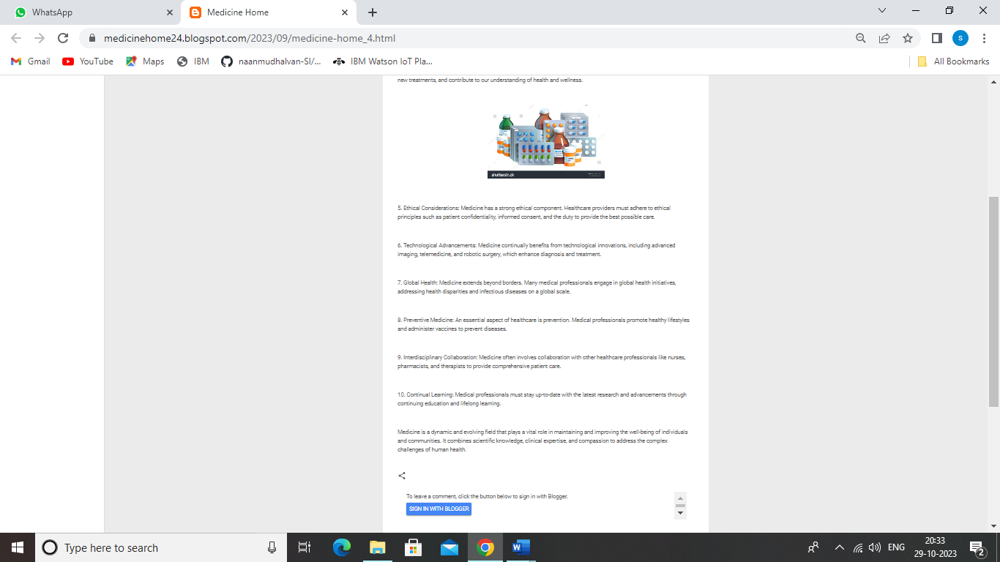 WhatsApp
Medicine Home
medicinehome24.blogspot.com/2023/09/medicine-home_4.html
S
Gmail
YouTube
Maps
IBM
naanmudhalvan-SI/...
IBM Watson IoT Pla...
All Bookmarks
new treatments, and contribute to our understanding of health and wellness.
shutterstock
5. Ethical Considerations: Medicine has a strong ethical component. Healthcare providers must adhere to ethical
principles such as patient confidentiality, informed consent, and the duty to provide the best possible care.
6. Technological Advancements: Medicine continually benefits from technological innovations, including advanced
imaging, telemedicine, and robotic surgery, which enhance diagnosis and treatment.
7. Global Health: Medicine extends beyond borders. Many medical professionals engage in global health initiatives,
addressing health disparities and infectious diseases on a global scale.
8. Preventive Medicine: An essential aspect of healthcare is prevention. Medical professionals promote healthy lifestyles
and administer vaccines to prevent diseases.
9. Interdisciplinary Collaboration: Medicine often involves collaboration with other healthcare professionals like nurses,
pharmacists, and therapists to provide comprehensive patient care.
10. Continual Learning: Medical professionals must stay up-to-date with the latest research and advancements through
continuing education and lifelong learning.
Medicine is a dynamic and evolving field that plays a vital role in maintaining and improving the well-being of individuals
and communities. It combines scientific knowledge, clinical expertise, and compassion to address the complex
challenges of human health.
To leave a comment, click the button below to sign in with Blogger.
SIGN IN WITH BLOGGER
Type here to search
W
ENG
20:33
29-10-2023
2